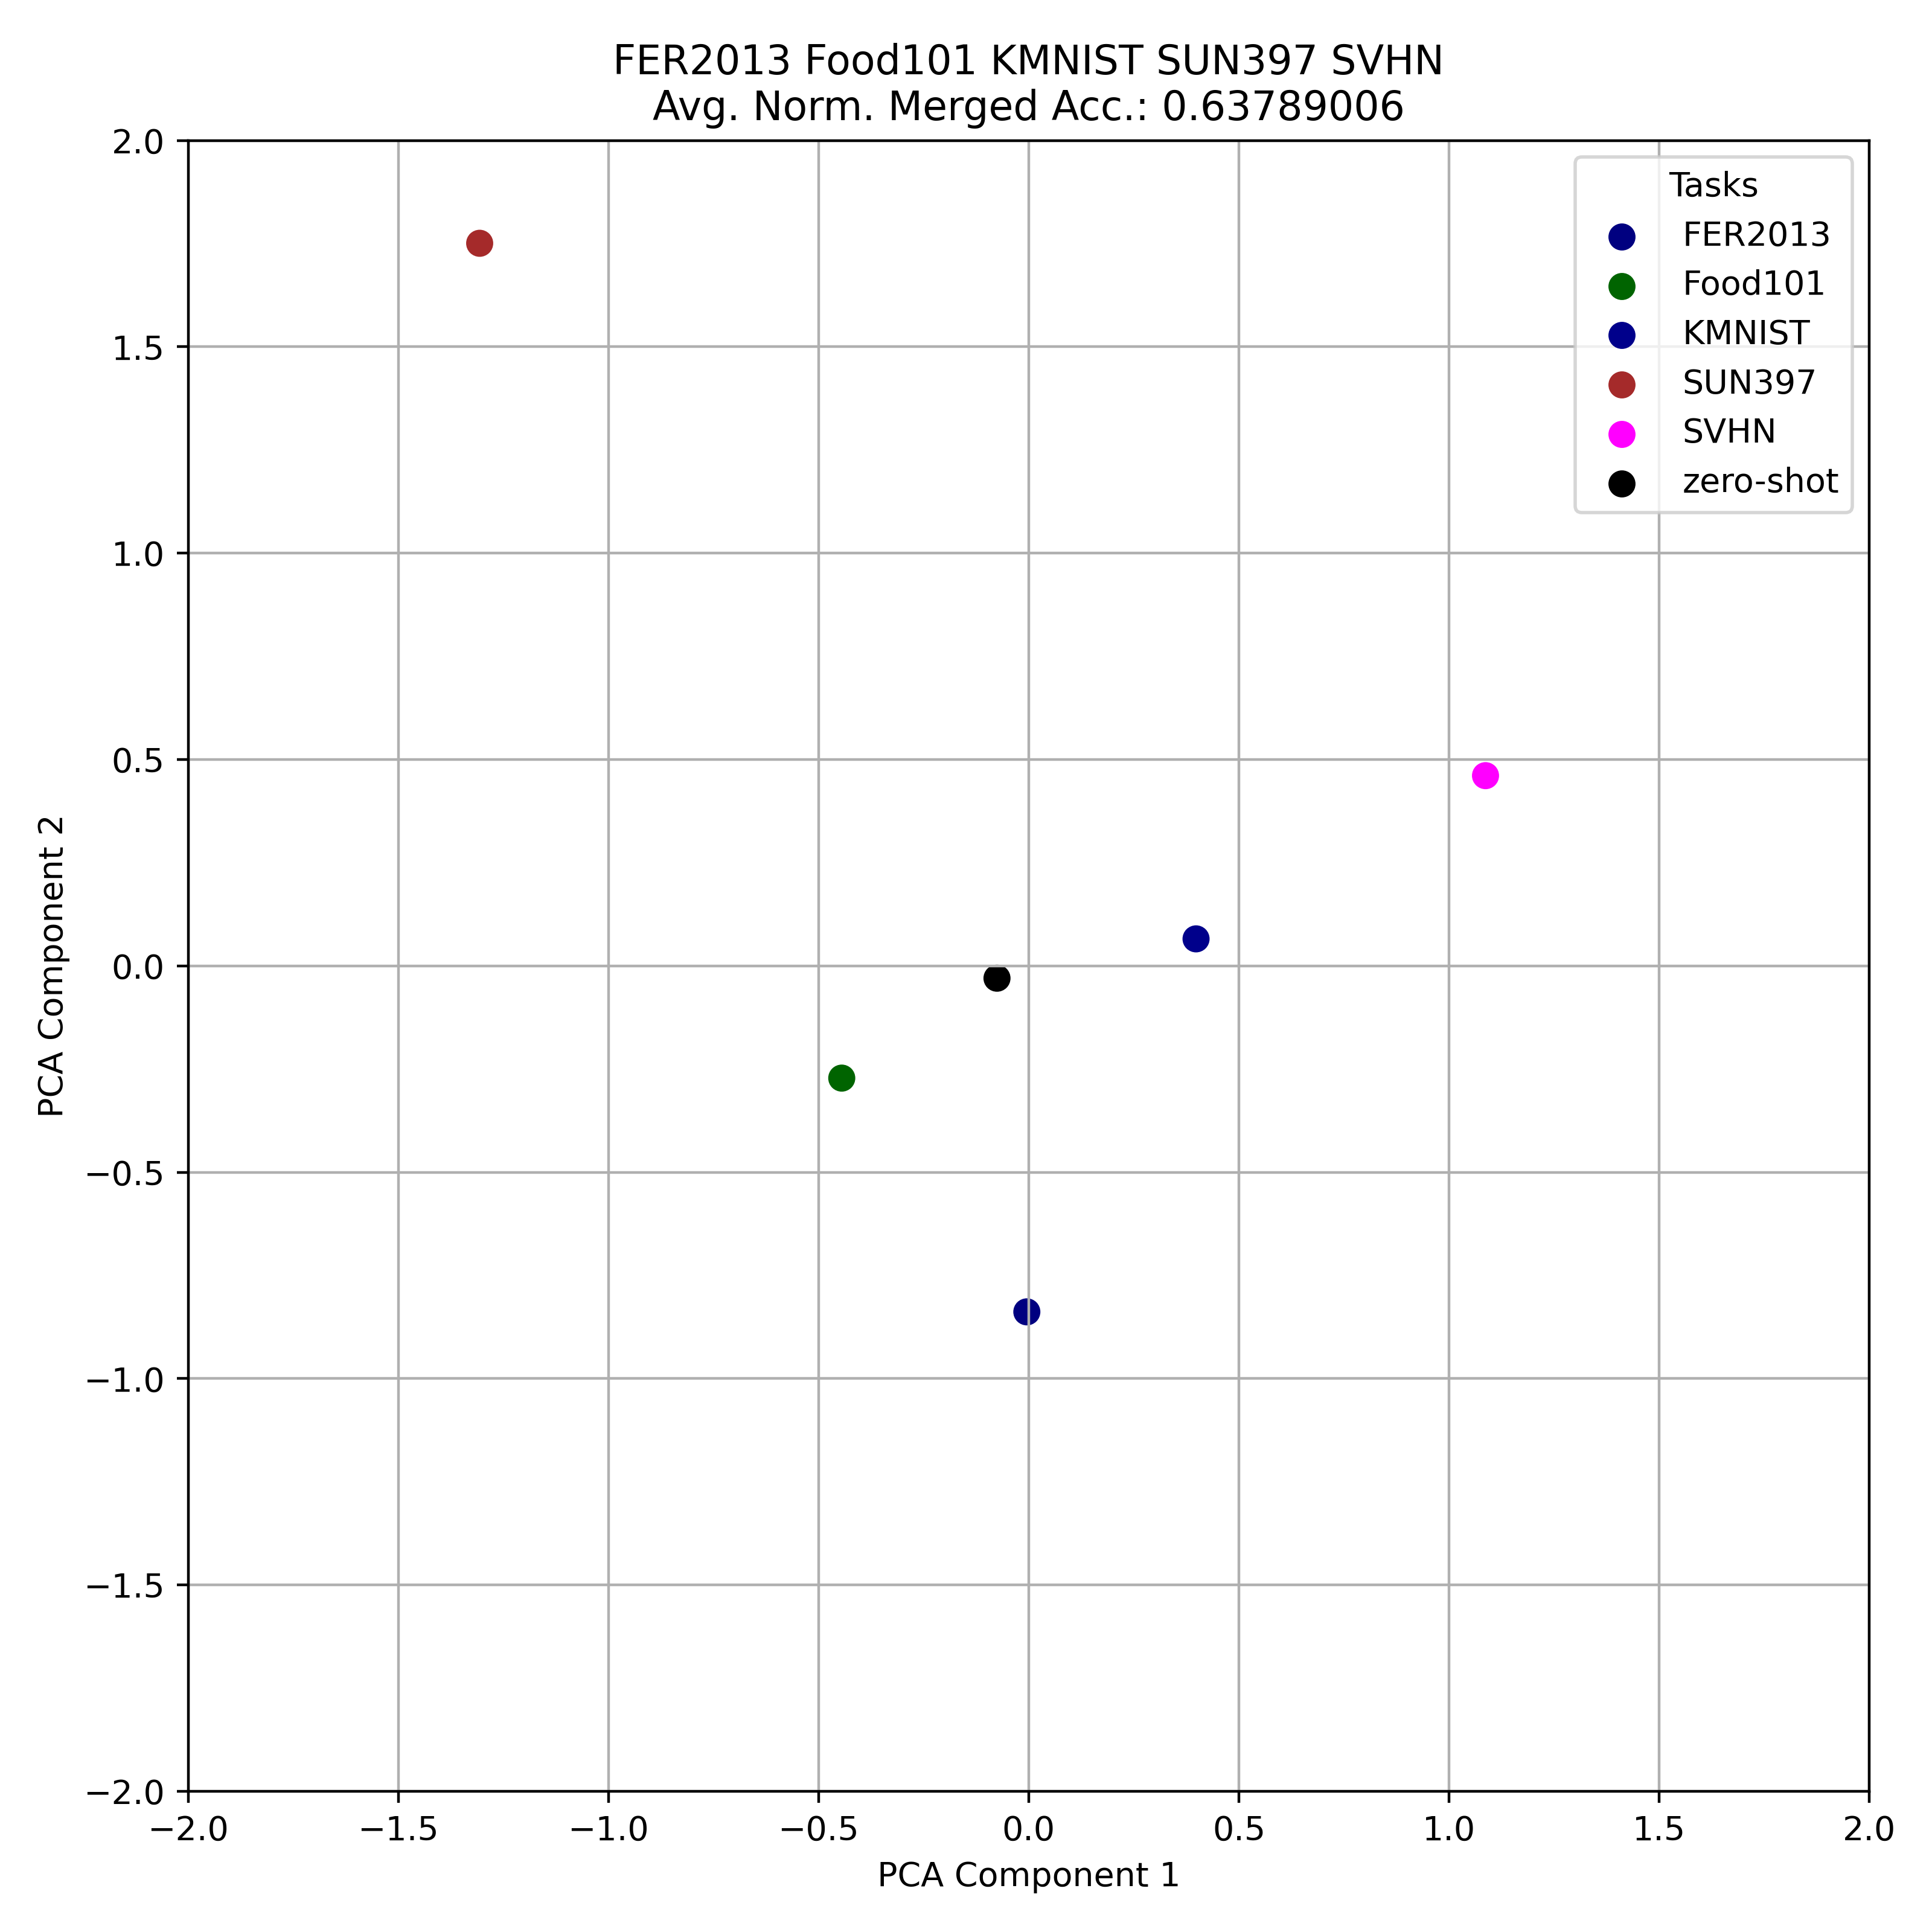 FER2013 Food101 KMNIST SUN397 SVHN
Avg. Norm. Merged Acc.: 0.63789006
2.0
1.5
1.0
0.5
0.0
−0.5
−1.0
−1.5
−2.0
PCA Component 2
Tasks
FER2013
Food101
KMNIST
SUN397
SVHN
zero-shot
−2.0 −1.5 −1.0 −0.5 0.0 0.5 1.0 1.5 2.0
PCA Component 1